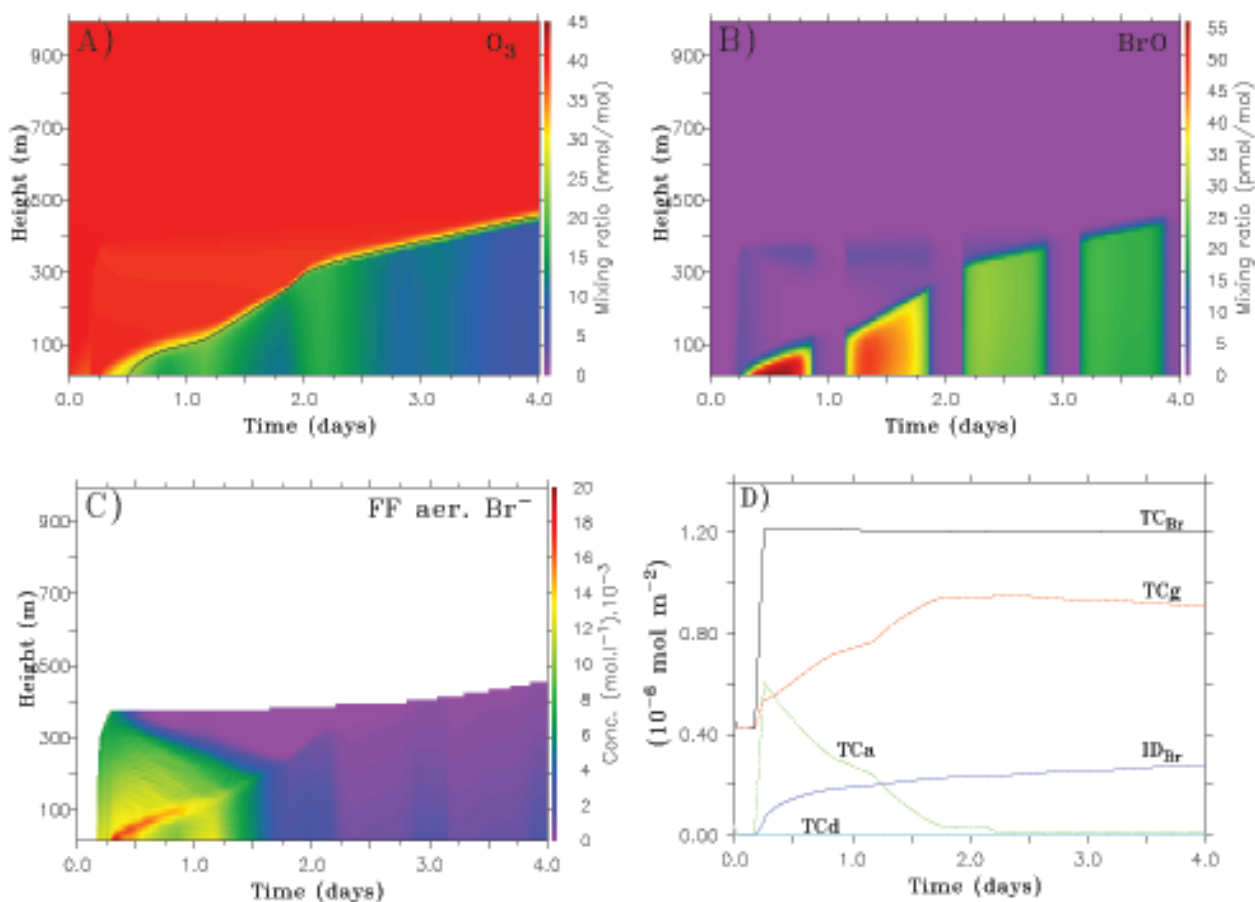 A)
O3
Height (m)
900
700
500
300
100
0.0 1.0 2.0 3.0 4.0
Time (days)
45
40
35
30
25
20
15
10
5
0
Mixing ratio (nmol/mol)
B)
BrO
Height (m)
900
700
500
300
100
0.0 1.0 2.0 3.0 4.0
Time (days)
55
50
45
40
35
30
25
20
15
10
5
0
Mixing ratio (pmol/mol)
C)
FF aer. Br⁻
Height (m)
900
700
500
300
100
0.0 1.0 2.0 3.0 4.0
Time (days)
20
18
16
14
12
10
8
6
4
2
0
Conc. (mol.l⁻¹).10⁻³
D)
(10⁻⁶ mol m⁻²)
1.20
0.80
0.40
0.00
TCBr
TCg
TCa
IDBr
TCd
0.0 1.0 2.0 3.0 4.0
Time (days)